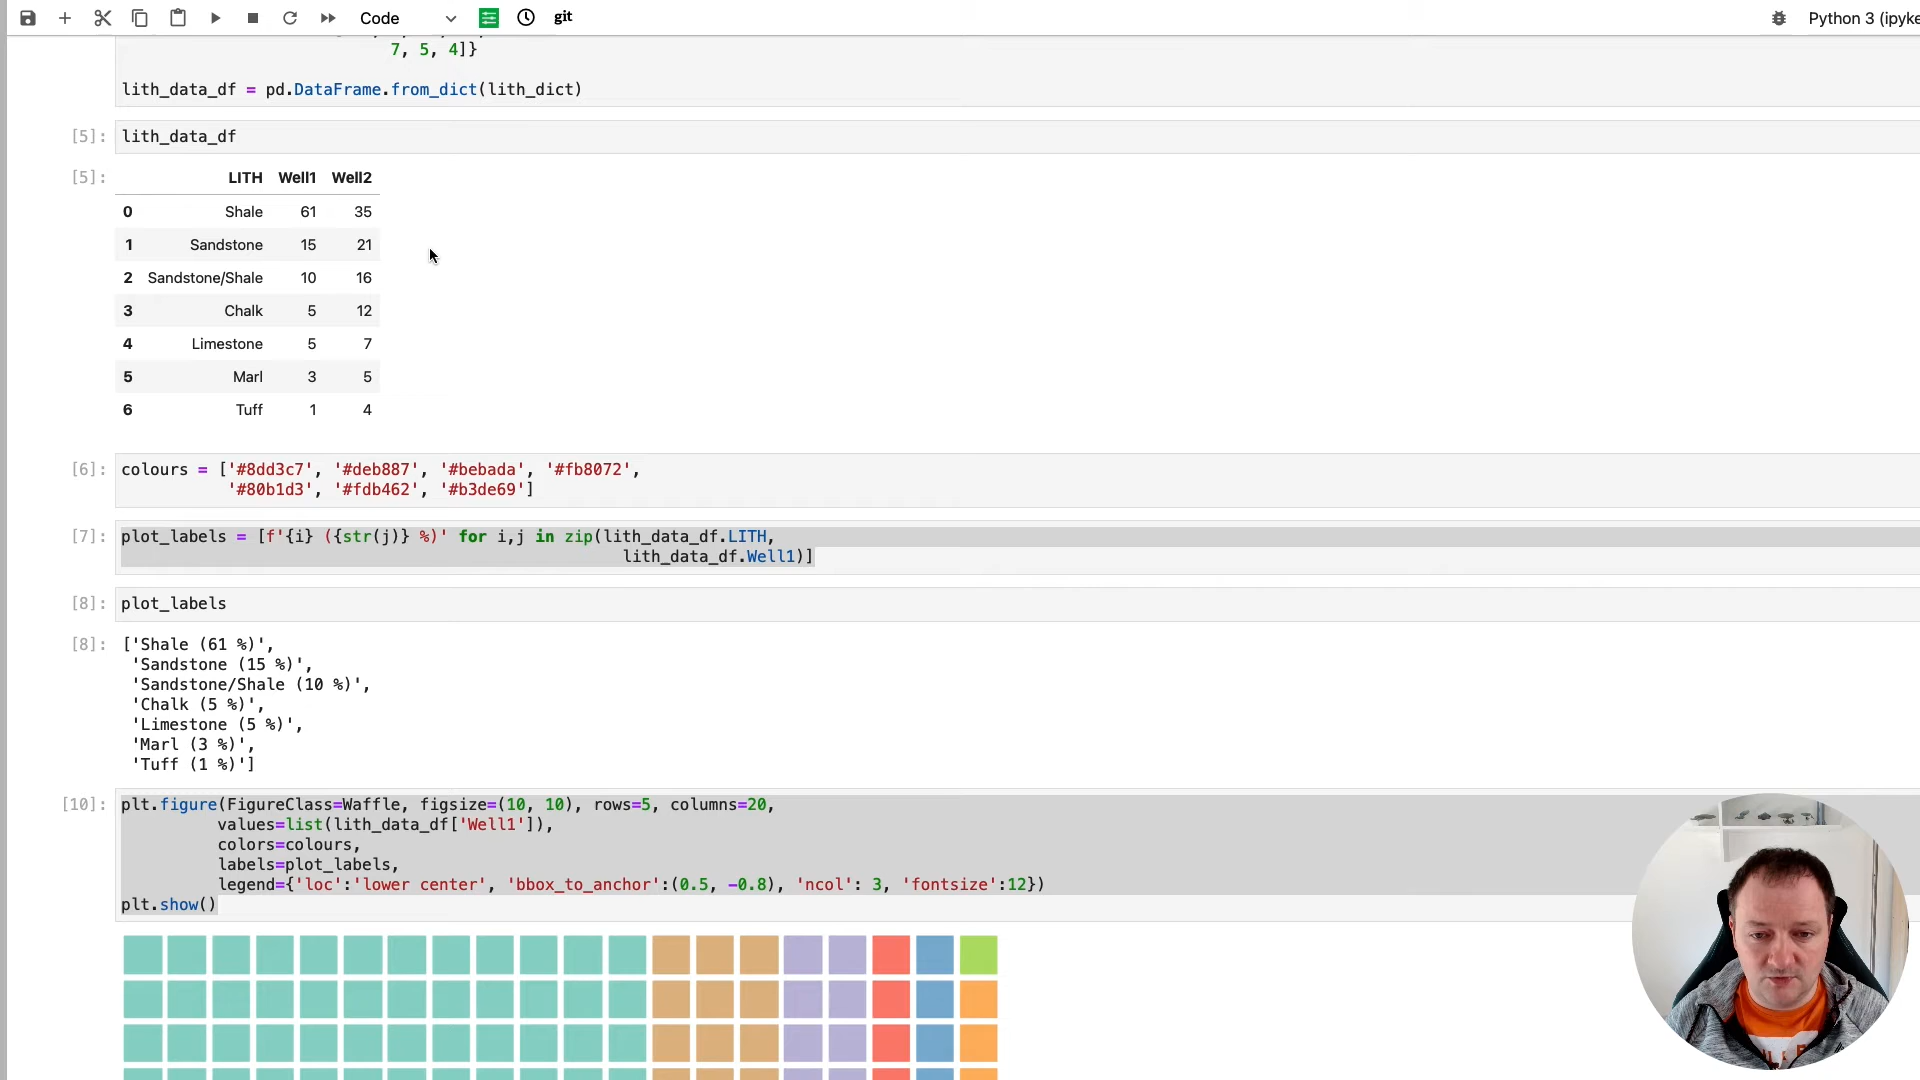 Code git Python 3 (ipyke
7, 5, 4]}
lith_data_df = pd.DataFrame.from_dict(lith_dict)
[5]: lith_data_df
[5]: LITH Well1 Well2
0 Shale 61 35
1 Sandstone 15 21
2 Sandstone/Shale 10 16
3 Chalk 5 12
4 Limestone 5 7
5 Marl 3 5
6 Tuff 1 4
[6]: colours = ['#8dd3c7', '#deb887', '#bebada', '#fb8072',
'#80b1d3', '#fdb462', '#b3de69']
[7]: plot_labels = [f'{i} ({str(j)} %)' for i,j in zip(lith_data_df.LITH,
lith_data_df.Well1)]
[8]: plot_labels
[8]: ['Shale (61 %)',
'Sandstone (15 %)',
'Sandstone/Shale (10 %)',
'Chalk (5 %)',
'Limestone (5 %)',
'Marl (3 %)',
'Tuff (1 %)']
[10]: plt.figure(FigureClass=Waffle, figsize=(10, 10), rows=5, columns=20,
values=list(lith_data_df['Well1']),
colors=colours,
labels=plot_labels,
legend={'loc':'lower center', 'bbox_to_anchor':(0.5, -0.8), 'ncol': 3, 'fontsize':12})
plt.show()